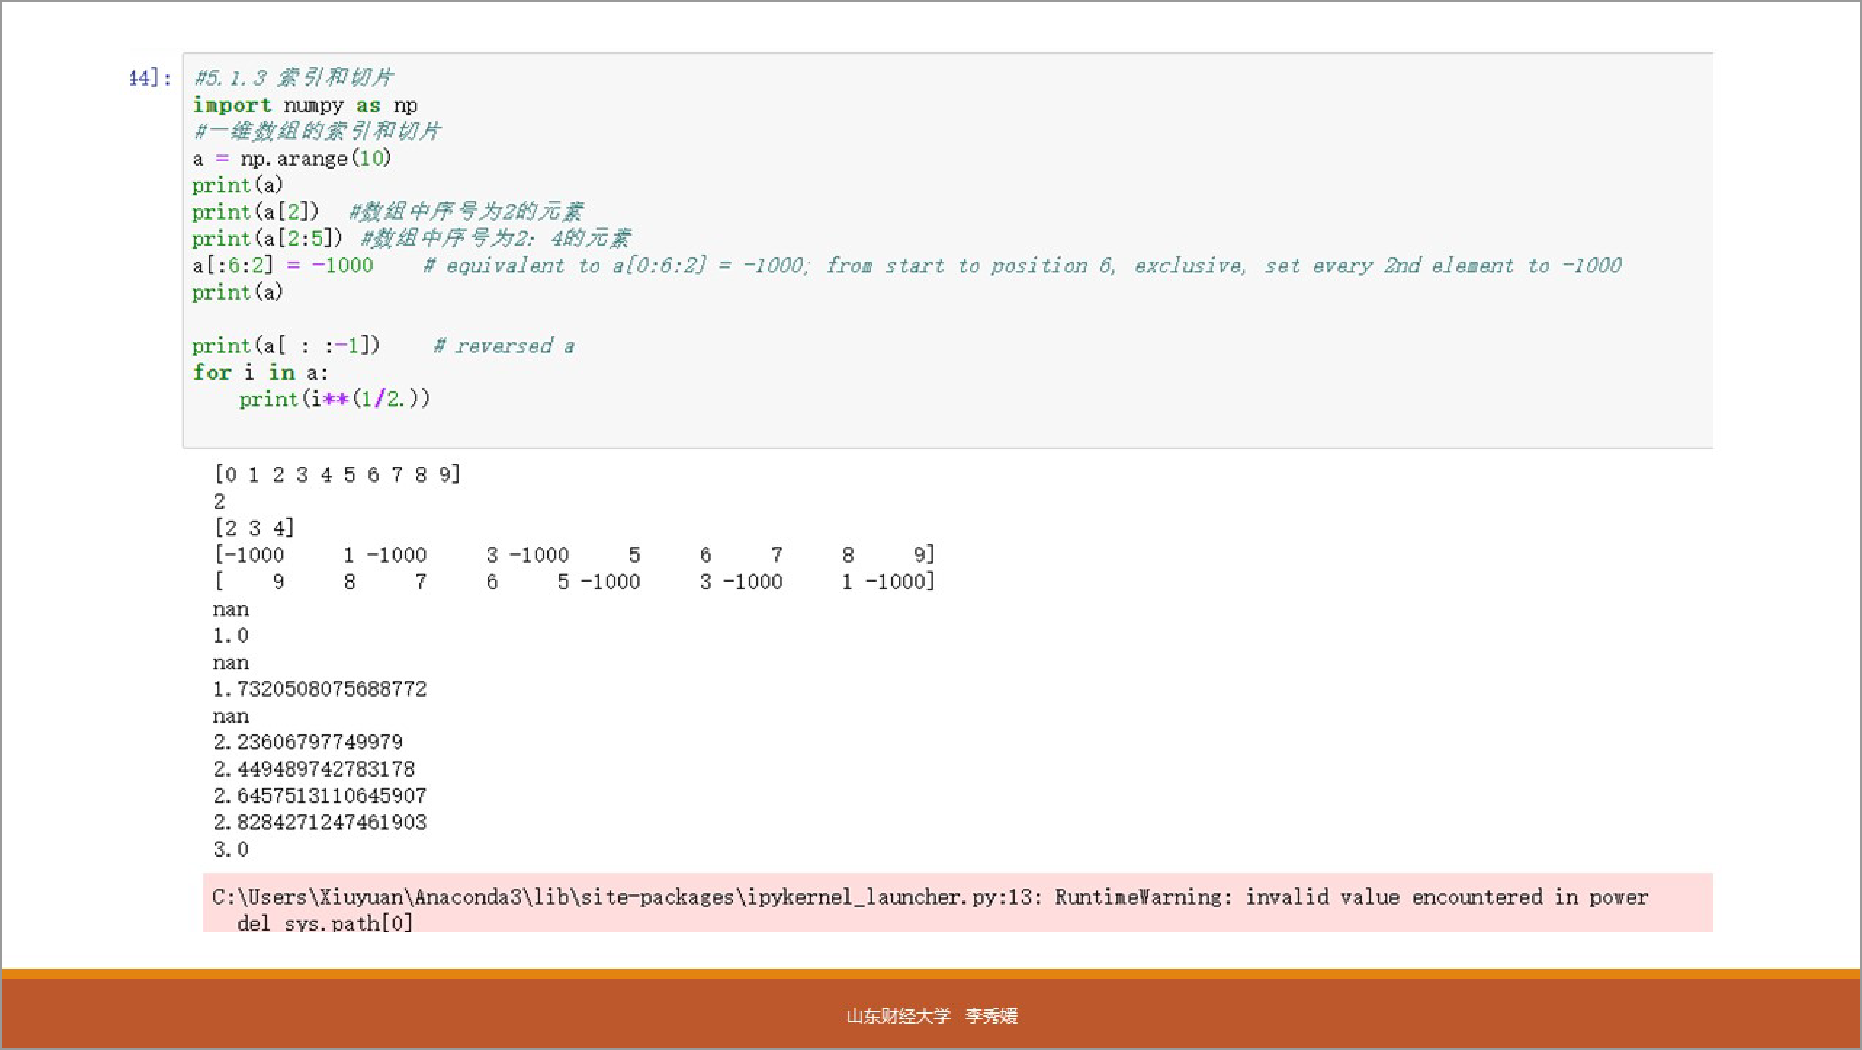 44]:
#5.1.3 索引和切片
import numpy as np
#一维数组的索引和切片
a = np.arange(10)
print(a)
print(a[2])  #数组中序号为2的元素
print(a[2:5]) #数组中序号为2: 4的元素
a[:6:2] = -1000    # equivalent to a[0:6:2] = -1000; from start to position 6, exclusive, set every 2nd element to -1000
print(a)
print(a[ : :-1])    # reversed a
for i in a:
    print(i**(1/2.))
[0 1 2 3 4 5 6 7 8 9]
2
[2 3 4]
[-1000     1 -1000     3 -1000     5     6     7     8     9]
[    9     8     7     6     5 -1000     3 -1000     1 -1000]
nan
1.0
nan
1.7320508075688772
nan
2.23606797749979
2.449489742783178
2.6457513110645907
2.8284271247461903
3.0
C:\Users\Xiuyuan\Anaconda3\lib\site-packages\ipykernel_launcher.py:13: RuntimeWarning: invalid value encountered in power
  del sys.path[0]
山东财经大学  李秀媛